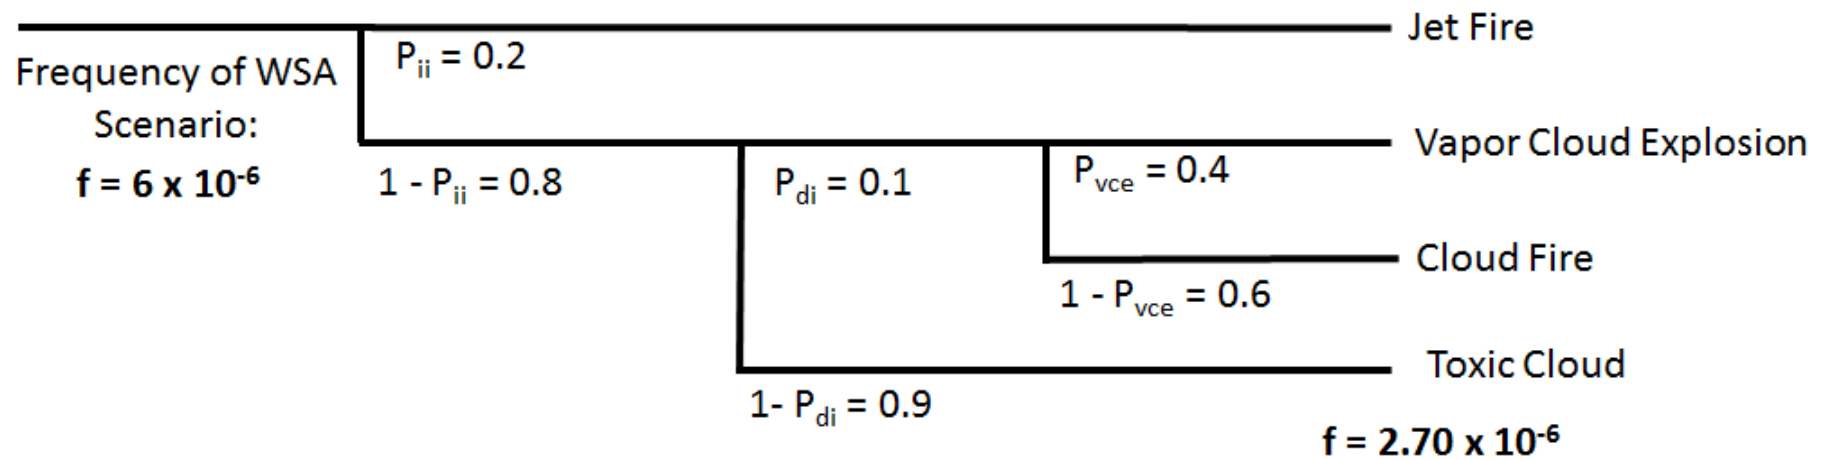 Jet Fire
P_ii = 0.2
Frequency of WSA
Scenario:
f = 6 x 10^-6
Vapor Cloud Explosion
1 - P_ii = 0.8
P_di = 0.1
P_vce = 0.4
Cloud Fire
1 - P_vce = 0.6
Toxic Cloud
1- P_di = 0.9
f = 2.70 x 10^-6